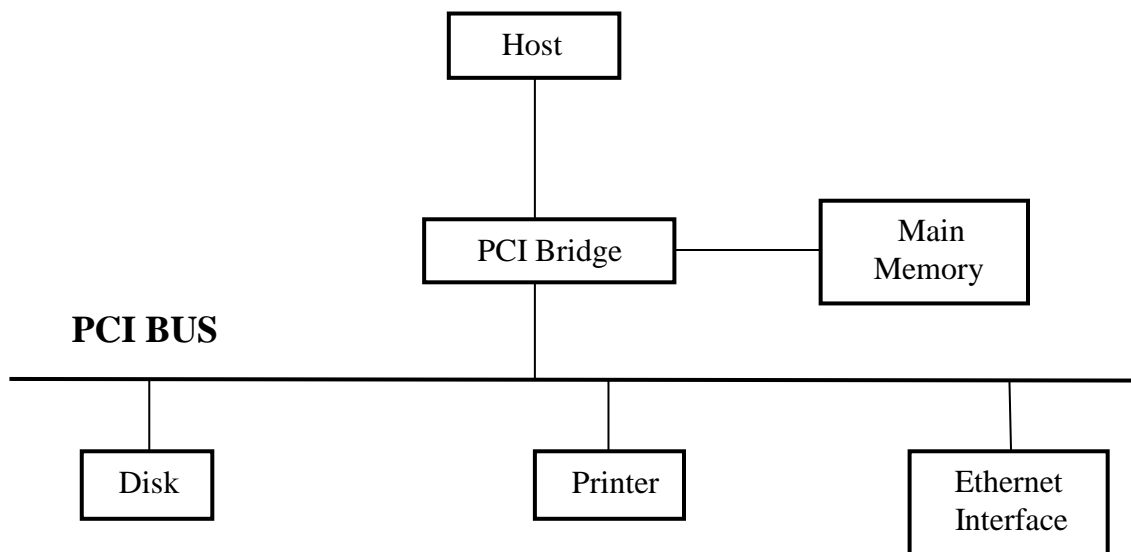 Host
PCI Bridge
Main
Memory
PCI BUS
Disk
Printer
Ethernet
Interface